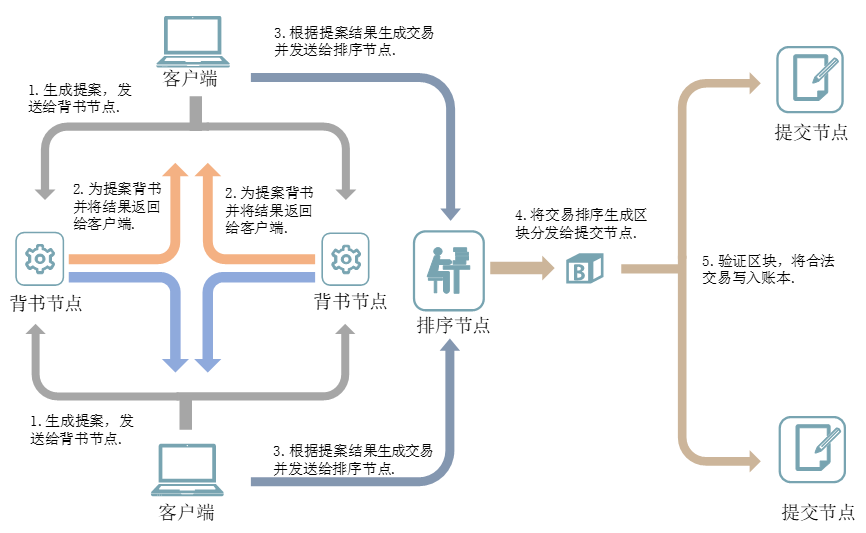 3.根据提案结果生成交易
并发送给排序节点.
客户端
提交节点
1.生成提案，发
送给背书节点.
2.为提案背书
并将结果返回
给客户端.
2.为提案背书
并将结果返回
给客户端.
4.将交易排序生成区
块分发给提交节点.
5.验证区块，将合法
交易写入账本.
B
背书节点
背书节点
排序节点
1.生成提案，发
送给背书节点.
3.根据提案结果生成交易
并发送给排序节点.
客户端
提交节点